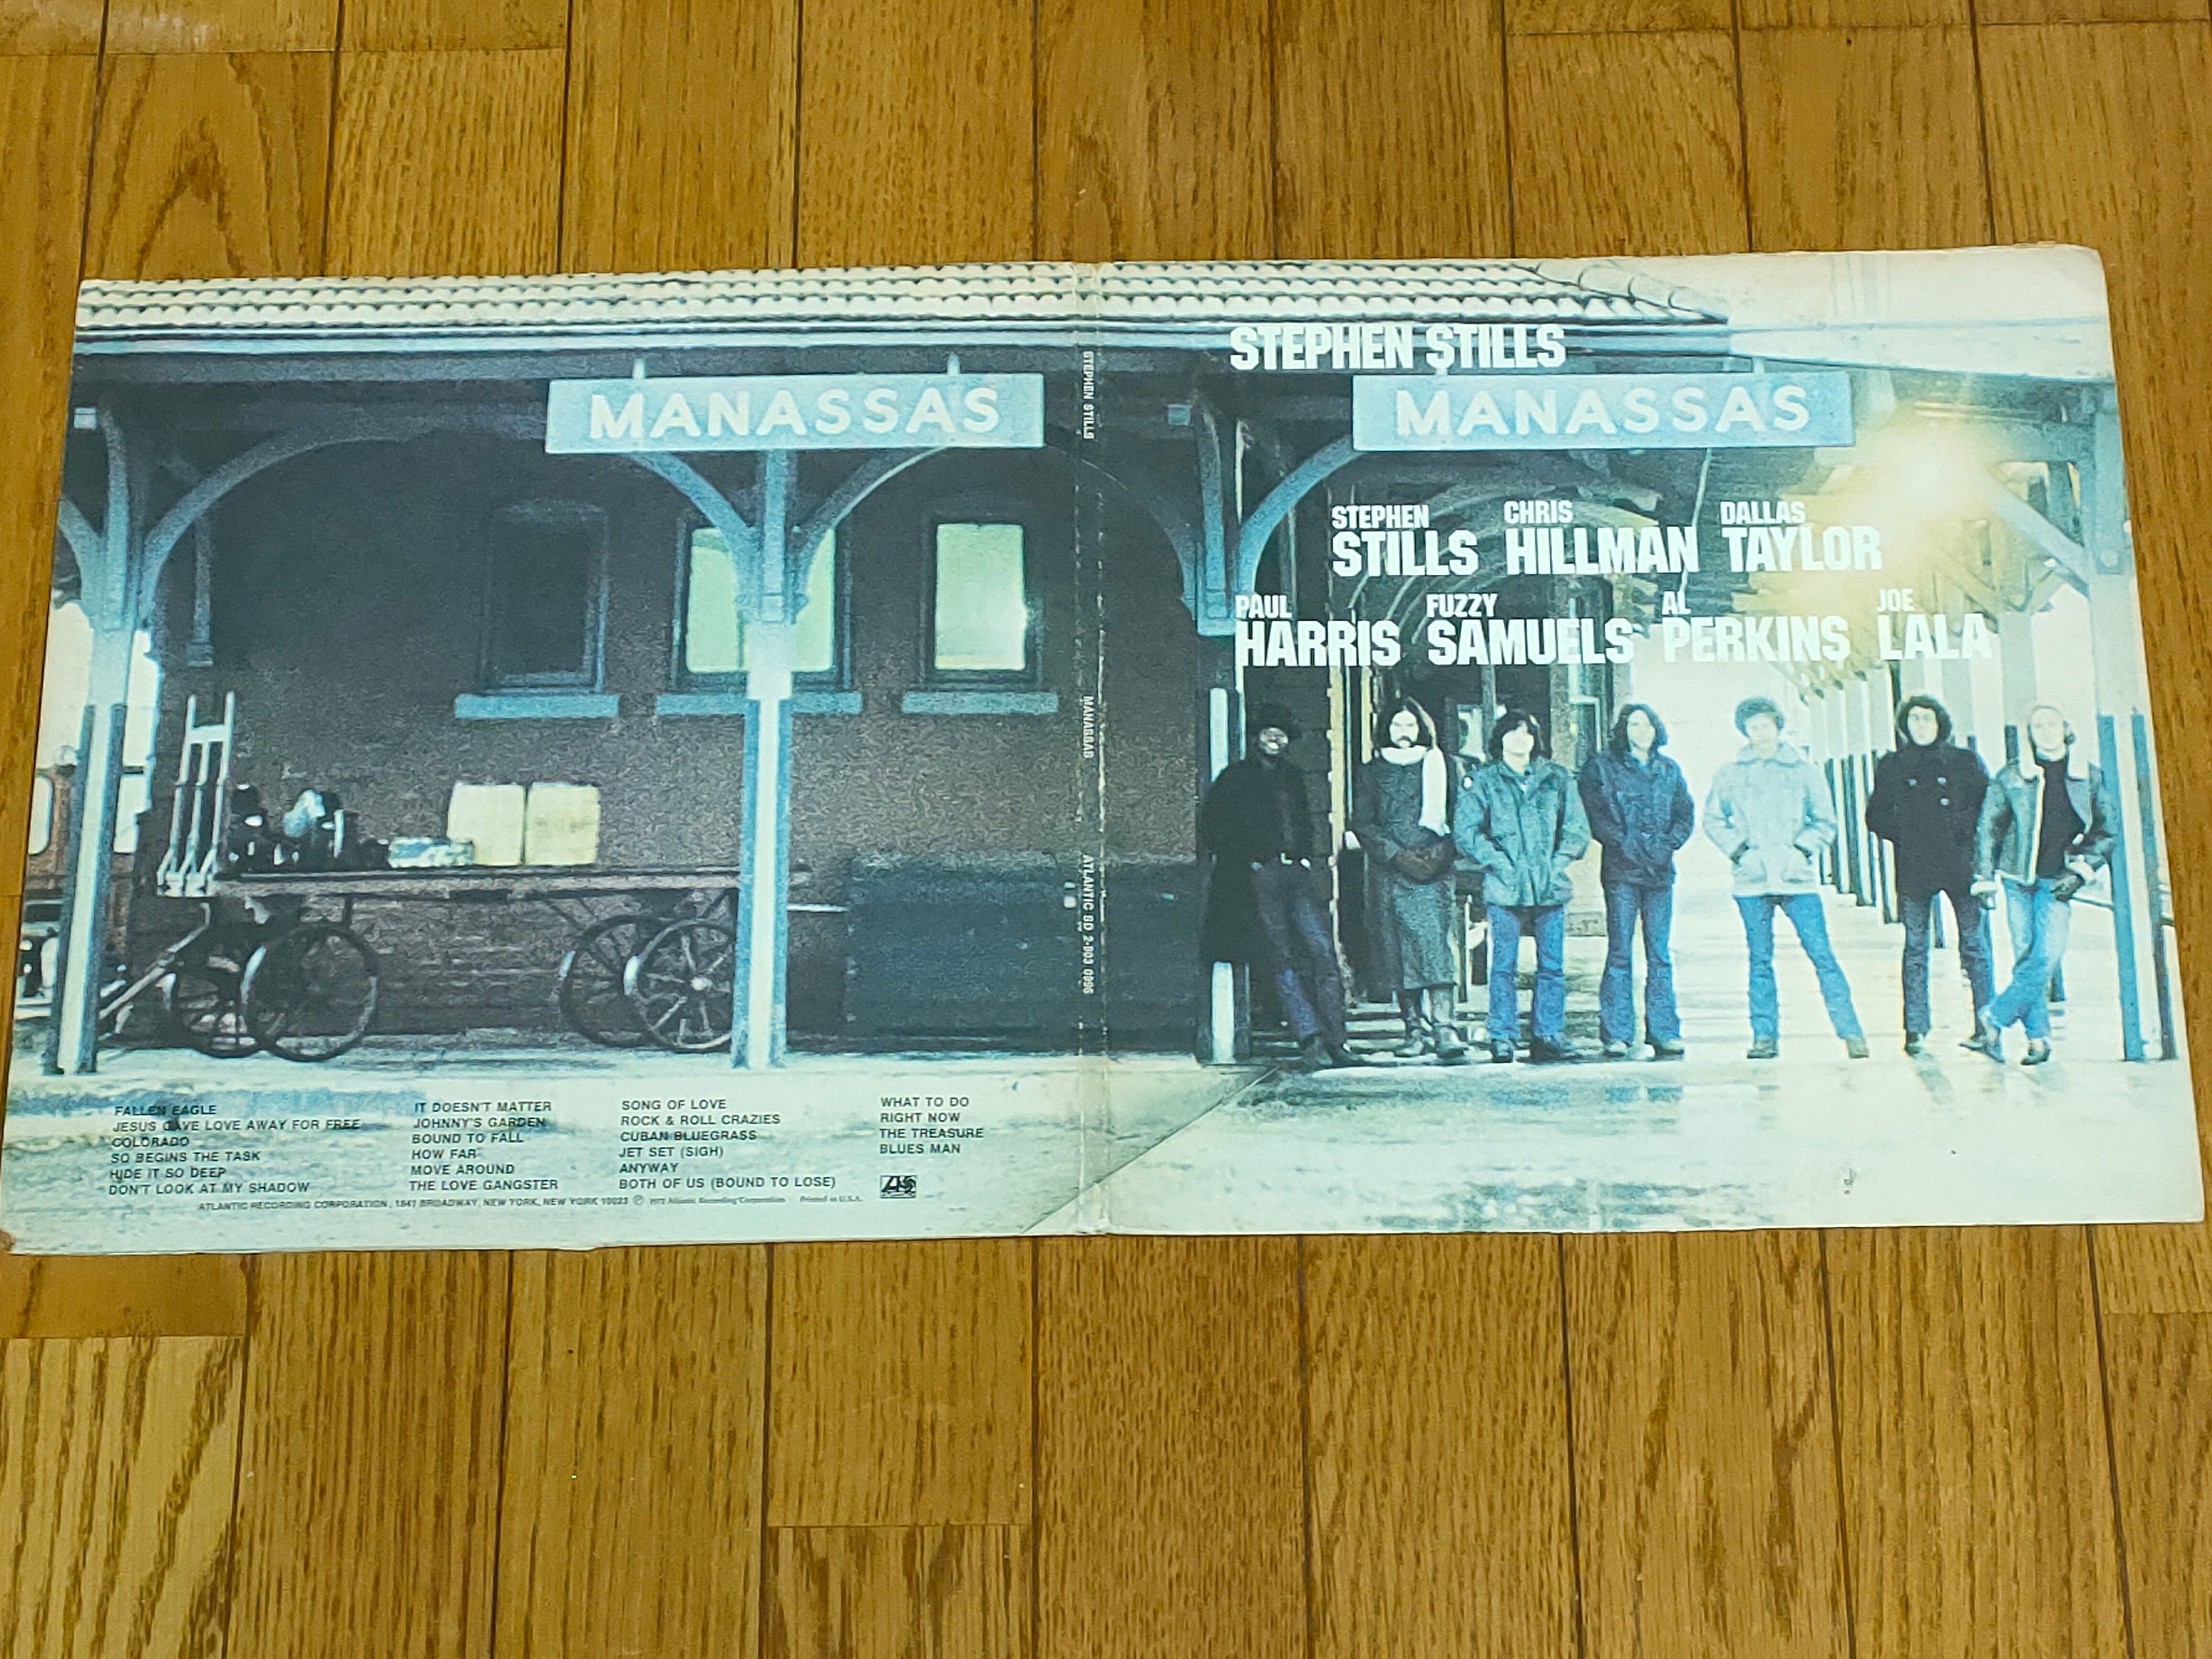 STEPHEN STILLS
MANASSAS
STEPHEN STILLS
CHRIS HILLMAN
DALLAS TAYLOR
PAUL HARRIS
FUZZY SAMUELS
AL PERKINS
JOE LALA
MANASSAS
STEPHEN STILLS MANASSAS ATLANTIC SD 2-903 0996
FALLEN EAGLE
JESUS GAVE LOVE AWAY FOR FREE
COLORADO
SO BEGINS THE TASK
HIDE IT SO DEEP
DON'T LOOK AT MY SHADOW
IT DOESN'T MATTER
JOHNNY'S GARDEN
BOUND TO FALL
HOW FAR
MOVE AROUND
THE LOVE GANGSTER
SONG OF LOVE
ROCK & ROLL CRAZIES
CUBAN BLUEGRASS
JET SET (SIGH)
ANYWAY
BOTH OF US (BOUND TO LOSE)
WHAT TO DO
RIGHT NOW
THE TREASURE
BLUES MAN
ATLANTIC RECORDING CORPORATION, 1841 BROADWAY, NEW YORK, NEW YORK 10023 ℗ 1972 Atlantic Recording Corporation Printed in U.S.A.